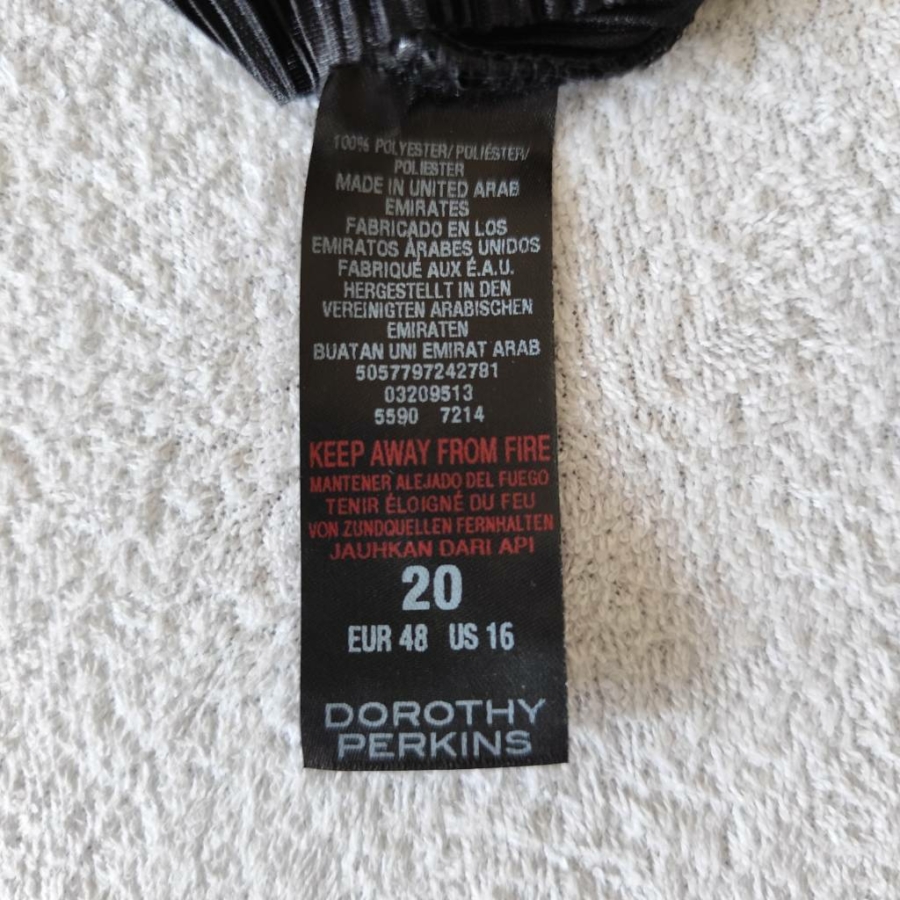 100% POLYESTER/POLIÉSTER/
POLIESTER
MADE IN UNITED ARAB
EMIRATES
FABRICADO EN LOS
EMIRATOS ÁRABES UNIDOS
FABRIQUÉ AUX É.A.U.
HERGESTELLT IN DEN
VEREINIGTEN ARABISCHEN
EMIRATEN
BUATAN UNI EMIRAT ARAB
5057797242781
03209513
5590 7214
KEEP AWAY FROM FIRE
MANTENER ALEJADO DEL FUEGO
TENIR ÉLOIGNÉ DU FEU
VON ZUNDQUELLEN FERNHALTEN
JAUHKAN DARI API
20
EUR 48 US 16
DOROTHY
PERKINS